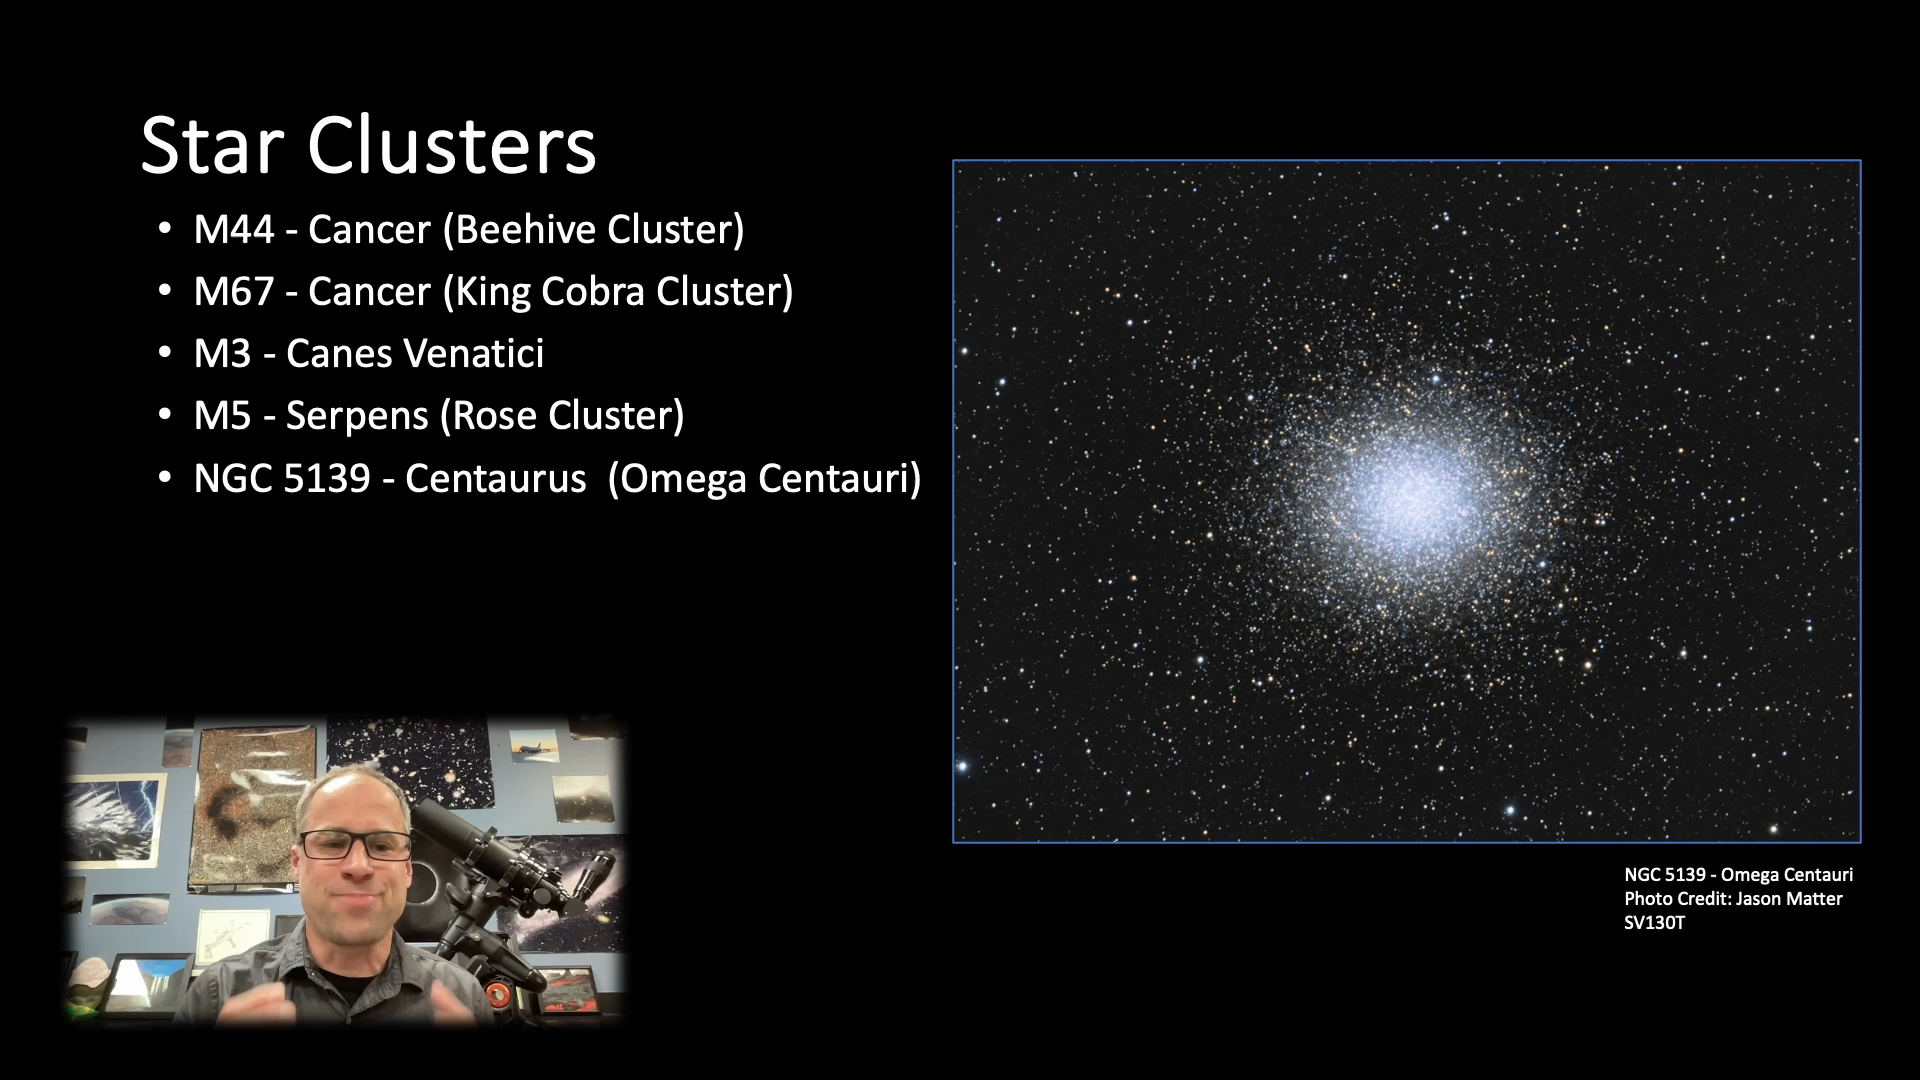 Star Clusters
• M44 - Cancer (Beehive Cluster)
• M67 - Cancer (King Cobra Cluster)
• M3 - Canes Venatici
• M5 - Serpens (Rose Cluster)
• NGC 5139 - Centaurus  (Omega Centauri)
NGC 5139 - Omega Centauri
Photo Credit: Jason Matter
SV130T